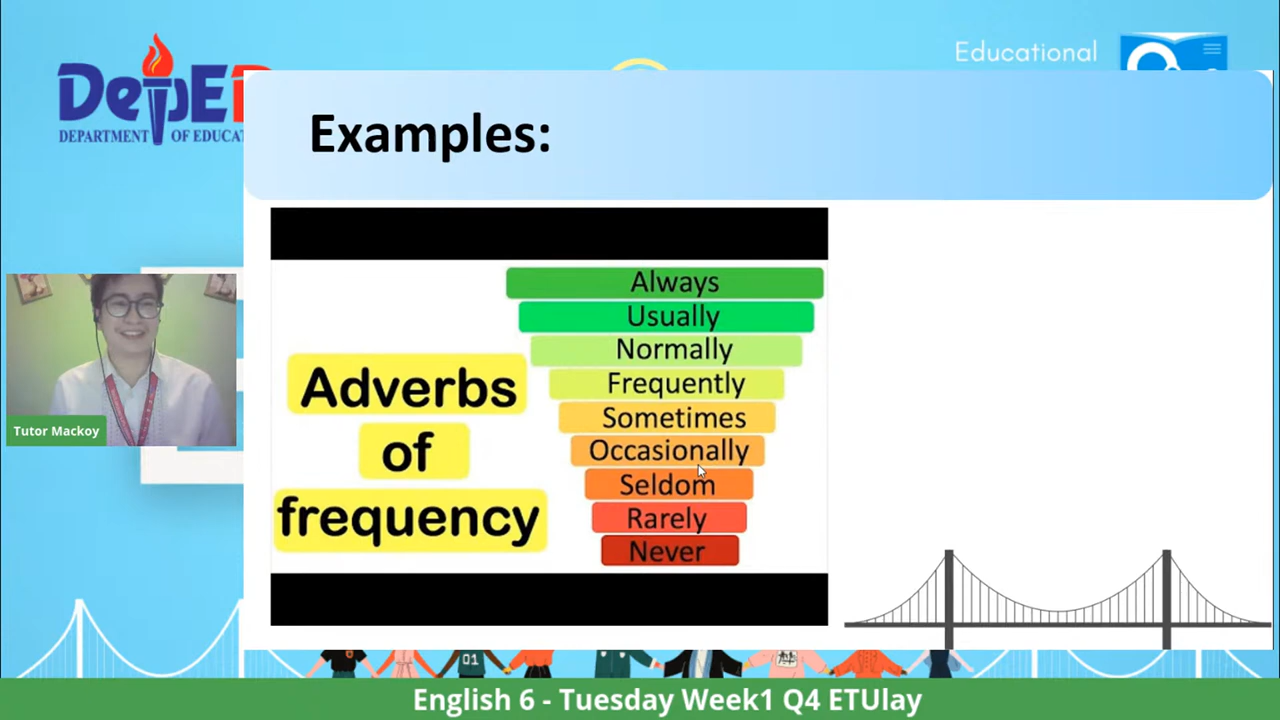 DepED
DEPARTMENT OF EDUCAT
Educational
Examples:
Adverbs
of
frequency
Always
Usually
Normally
Frequently
Sometimes
Occasionally
Seldom
Rarely
Never
Tutor Mackoy
01
English 6 - Tuesday Week1 Q4 ETUlay